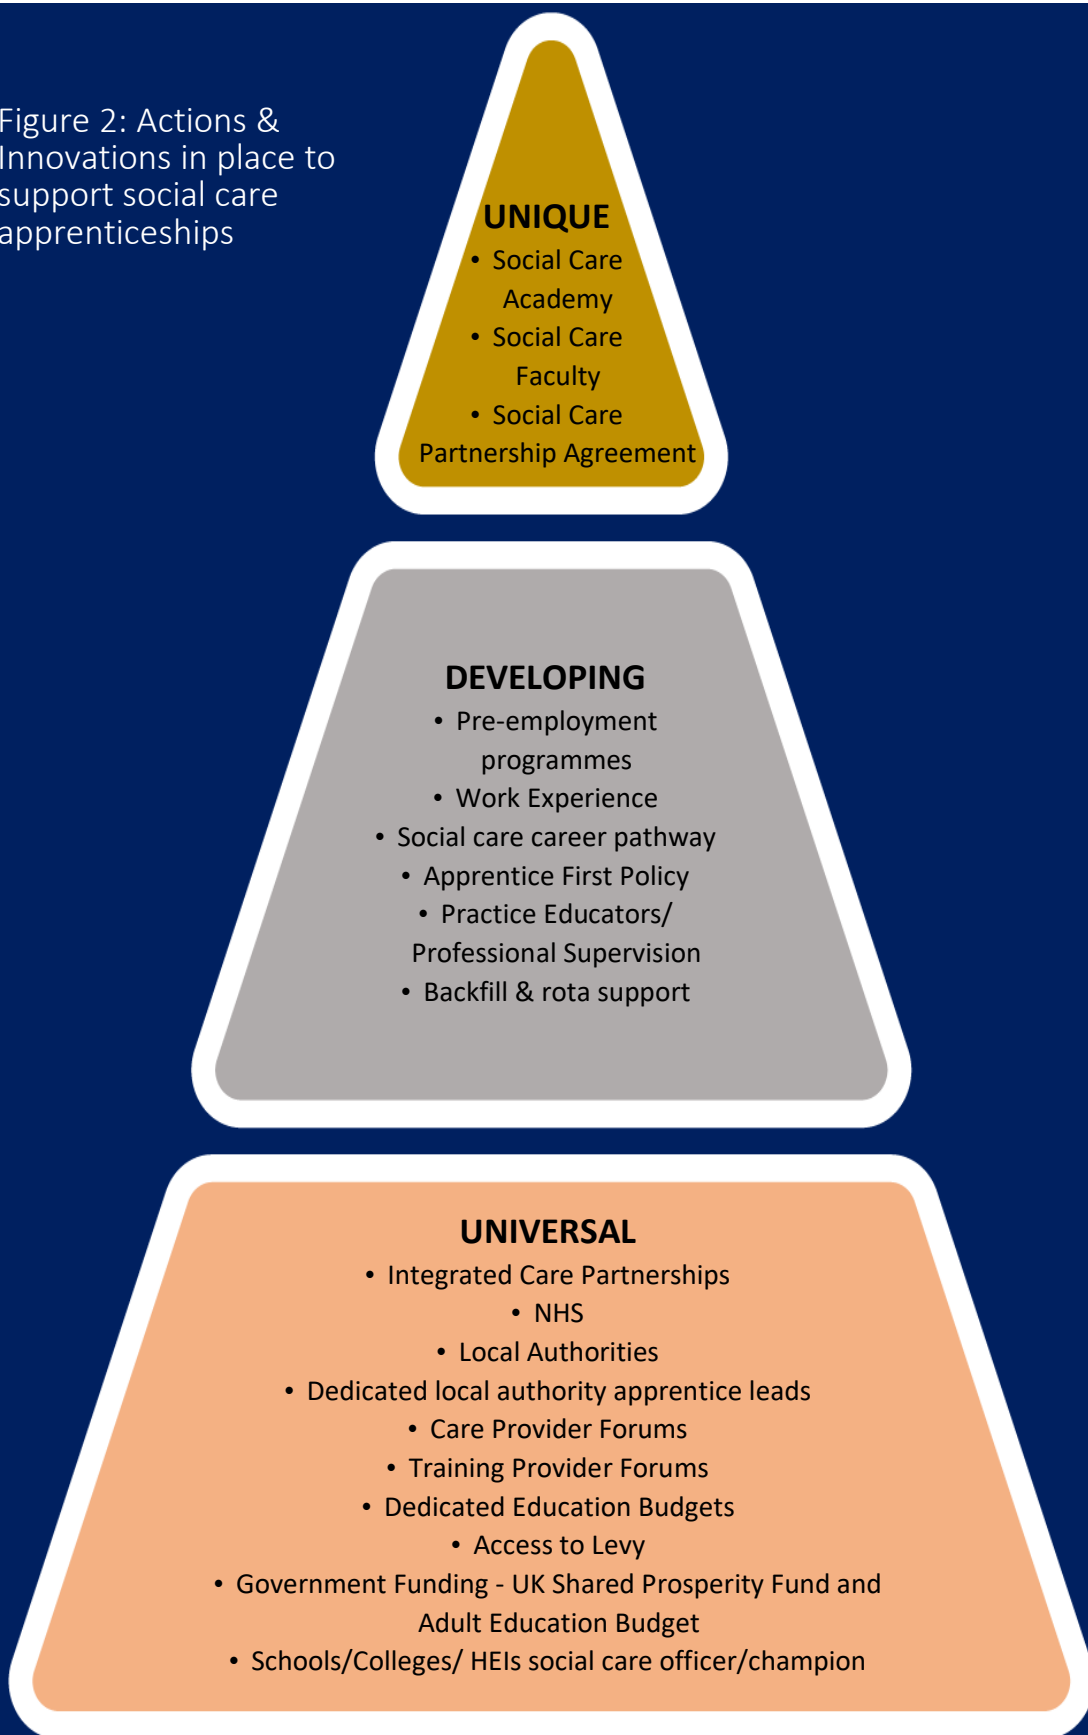 Figure 2: Actions &
Innovations in place to
support social care
apprenticeships
UNIQUE
• Social Care
Academy
• Social Care
Faculty
• Social Care
Partnership Agreement
DEVELOPING
• Pre-employment
programmes
• Work Experience
• Social care career pathway
• Apprentice First Policy
• Practice Educators/
Professional Supervision
• Backfill & rota support
UNIVERSAL
• Integrated Care Partnerships
• NHS
• Local Authorities
• Dedicated local authority apprentice leads
• Care Provider Forums
• Training Provider Forums
• Dedicated Education Budgets
• Access to Levy
• Government Funding - UK Shared Prosperity Fund and
Adult Education Budget
• Schools/Colleges/ HEIs social care officer/champion